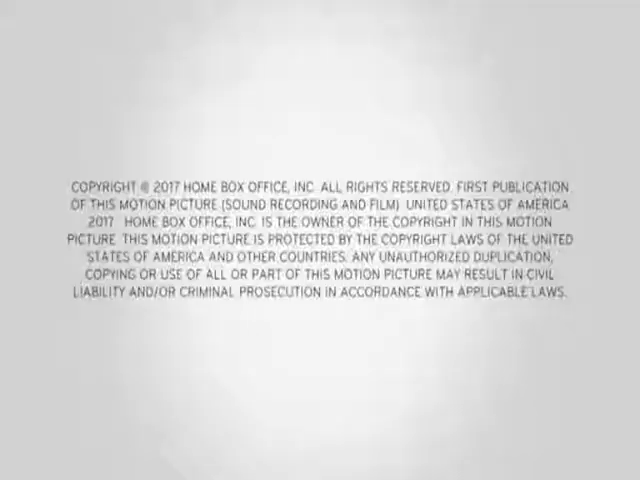 COPYRIGHT © 2017 HOME BOX OFFICE, INC. ALL RIGHTS RESERVED. FIRST PUBLICATION
OF THIS MOTION PICTURE (SOUND RECORDING AND FILM): UNITED STATES OF AMERICA
2017. HOME BOX OFFICE, INC. IS THE OWNER OF THE COPYRIGHT IN THIS MOTION
PICTURE. THIS MOTION PICTURE IS PROTECTED BY THE COPYRIGHT LAWS OF THE UNITED
STATES OF AMERICA AND OTHER COUNTRIES. ANY UNAUTHORIZED DUPLICATION,
COPYING OR USE OF ALL OR PART OF THIS MOTION PICTURE MAY RESULT IN CIVIL
LIABILITY AND/OR CRIMINAL PROSECUTION IN ACCORDANCE WITH APPLICABLE LAWS.